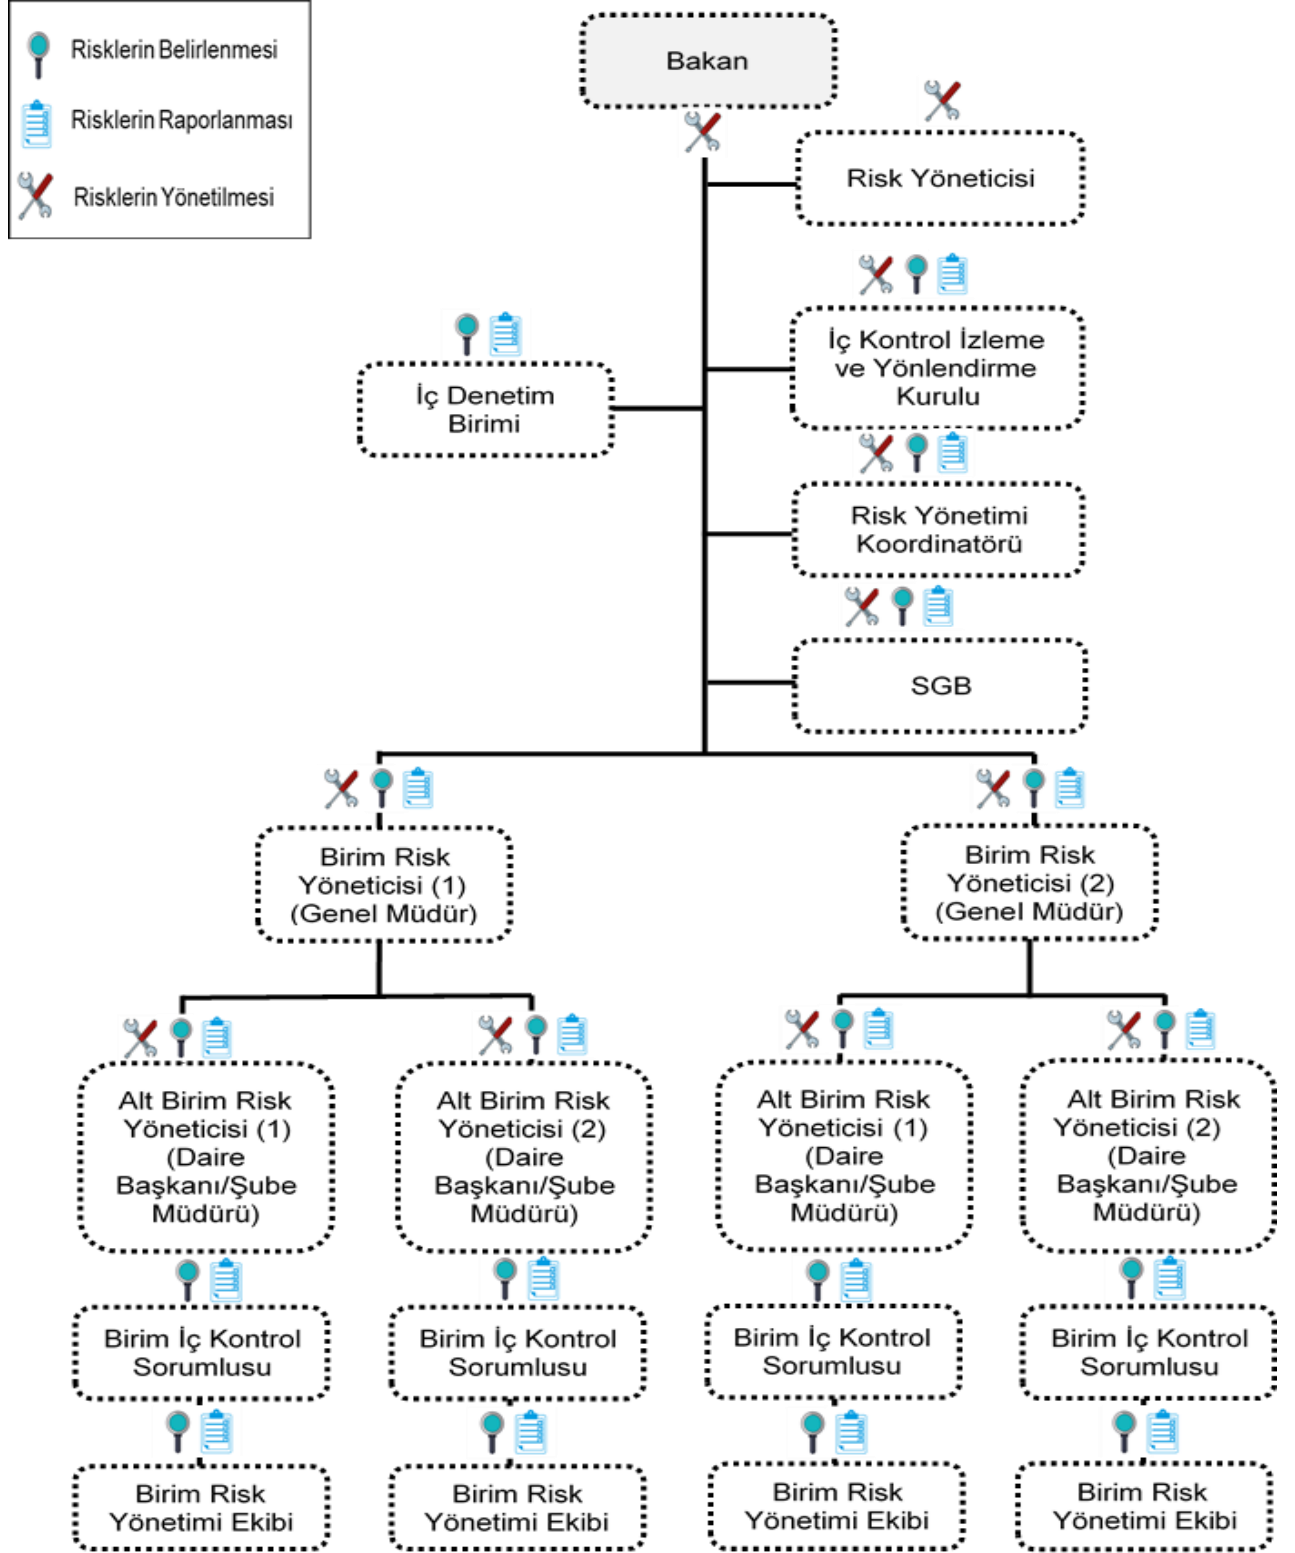 Risklerin Belirlenmesi
Risklerin Raporlanması
Risklerin Yönetilmesi
Bakan
Risk Yöneticisi
İç Kontrol İzleme
ve Yönlendirme
Kurulu
İç Denetim
Birimi
Risk Yönetimi
Koordinatörü
SGB
Birim Risk
Yöneticisi (1)
(Genel Müdür)
Birim Risk
Yöneticisi (2)
(Genel Müdür)
Alt Birim Risk
Yöneticisi (1)
(Daire
Başkanı/Şube
Müdürü)
Alt Birim Risk
Yöneticisi (2)
(Daire
Başkanı/Şube
Müdürü)
Alt Birim Risk
Yöneticisi (1)
(Daire
Başkanı/Şube
Müdürü)
Alt Birim Risk
Yöneticisi (2)
(Daire
Başkanı/Şube
Müdürü)
Birim İç Kontrol
Sorumlusu
Birim İç Kontrol
Sorumlusu
Birim İç Kontrol
Sorumlusu
Birim İç Kontrol
Sorumlusu
Birim Risk
Yönetimi Ekibi
Birim Risk
Yönetimi Ekibi
Birim Risk
Yönetimi Ekibi
Birim Risk
Yönetimi Ekibi